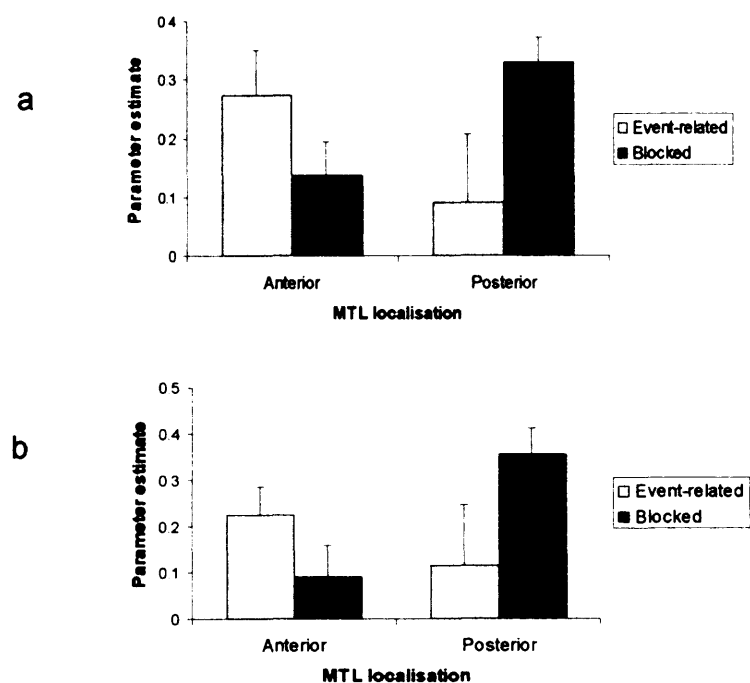 a
0.4
0.3
0.2
0.1
0
Parameter estimate
Anterior
Posterior
MTL localisation
Event-related
Blocked
b
0.5
0.4
0.3
0.2
0.1
0
Parameter estimate
Anterior
Posterior
MTL localisation
Event-related
Blocked